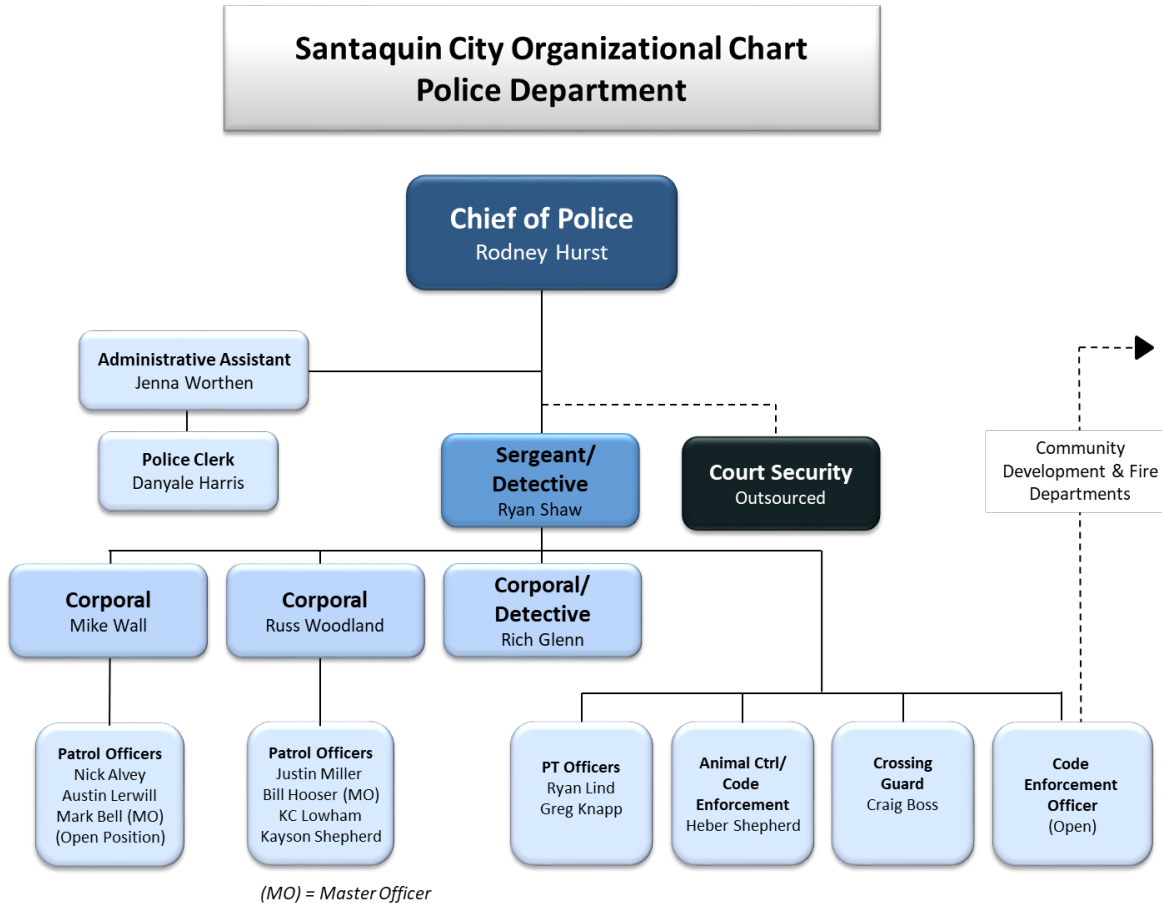 Santaquin City Organizational Chart
Police Department
Chief of Police
Rodney Hurst
Administrative Assistant
Jenna Worthen
Police Clerk
Danyale Harris
Sergeant/
Detective
Ryan Shaw
Court Security
Outsourced
Community
Development & Fire
Departments
Corporal
Mike Wall
Corporal
Russ Woodland
Corporal/
Detective
Rich Glenn
Patrol Officers
Nick Alvey
Austin Lerwill
Mark Bell (MO)
(Open Position)
Patrol Officers
Justin Miller
Bill Hooser (MO)
KC Lowham
Kayson Shepherd
PT Officers
Ryan Lind
Greg Knapp
Animal Ctrl/
Code
Enforcement
Heber Shepherd
Crossing
Guard
Craig Boss
Code
Enforcement
Officer
(Open)
(MO) = Master Officer